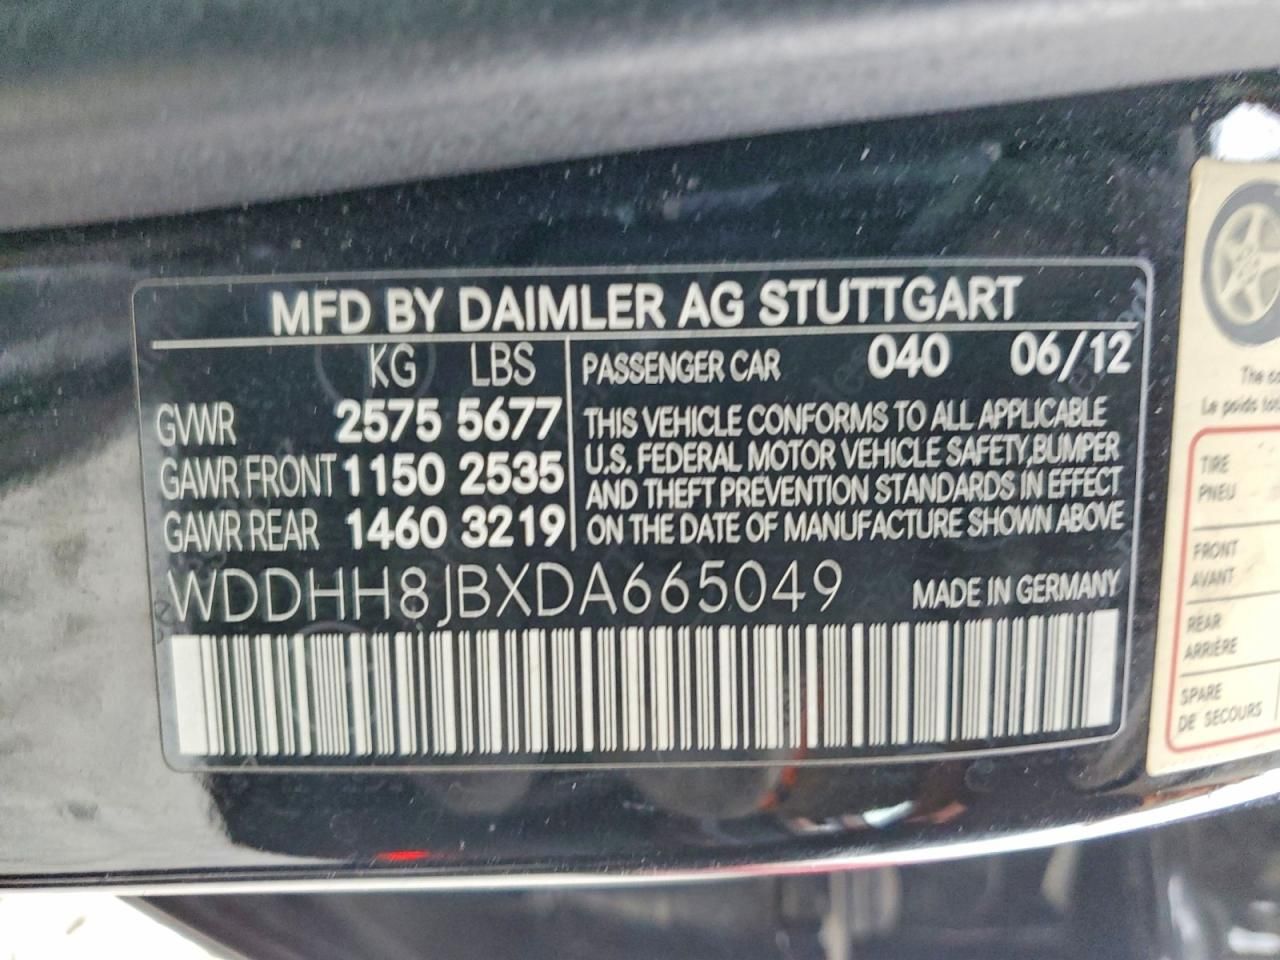 MFD BY DAIMLER AG STUTTGART
KG LBS
GVWR 2575 5677
GAWR FRONT 1150 2535
GAWR REAR 1460 3219
PASSENGER CAR 040 06/12
THIS VEHICLE CONFORMS TO ALL APPLICABLE
U.S. FEDERAL MOTOR VEHICLE SAFETY,BUMPER
AND THEFT PREVENTION STANDARDS IN EFFECT
ON THE DATE OF MANUFACTURE SHOWN ABOVE
WDDHH8JBXDA665049 MADE IN GERMANY
The
Le poids
TIRE
PNEU
FRONT
AVANT
REAR
ARRIÈRE
SPARE
DE SECOURS